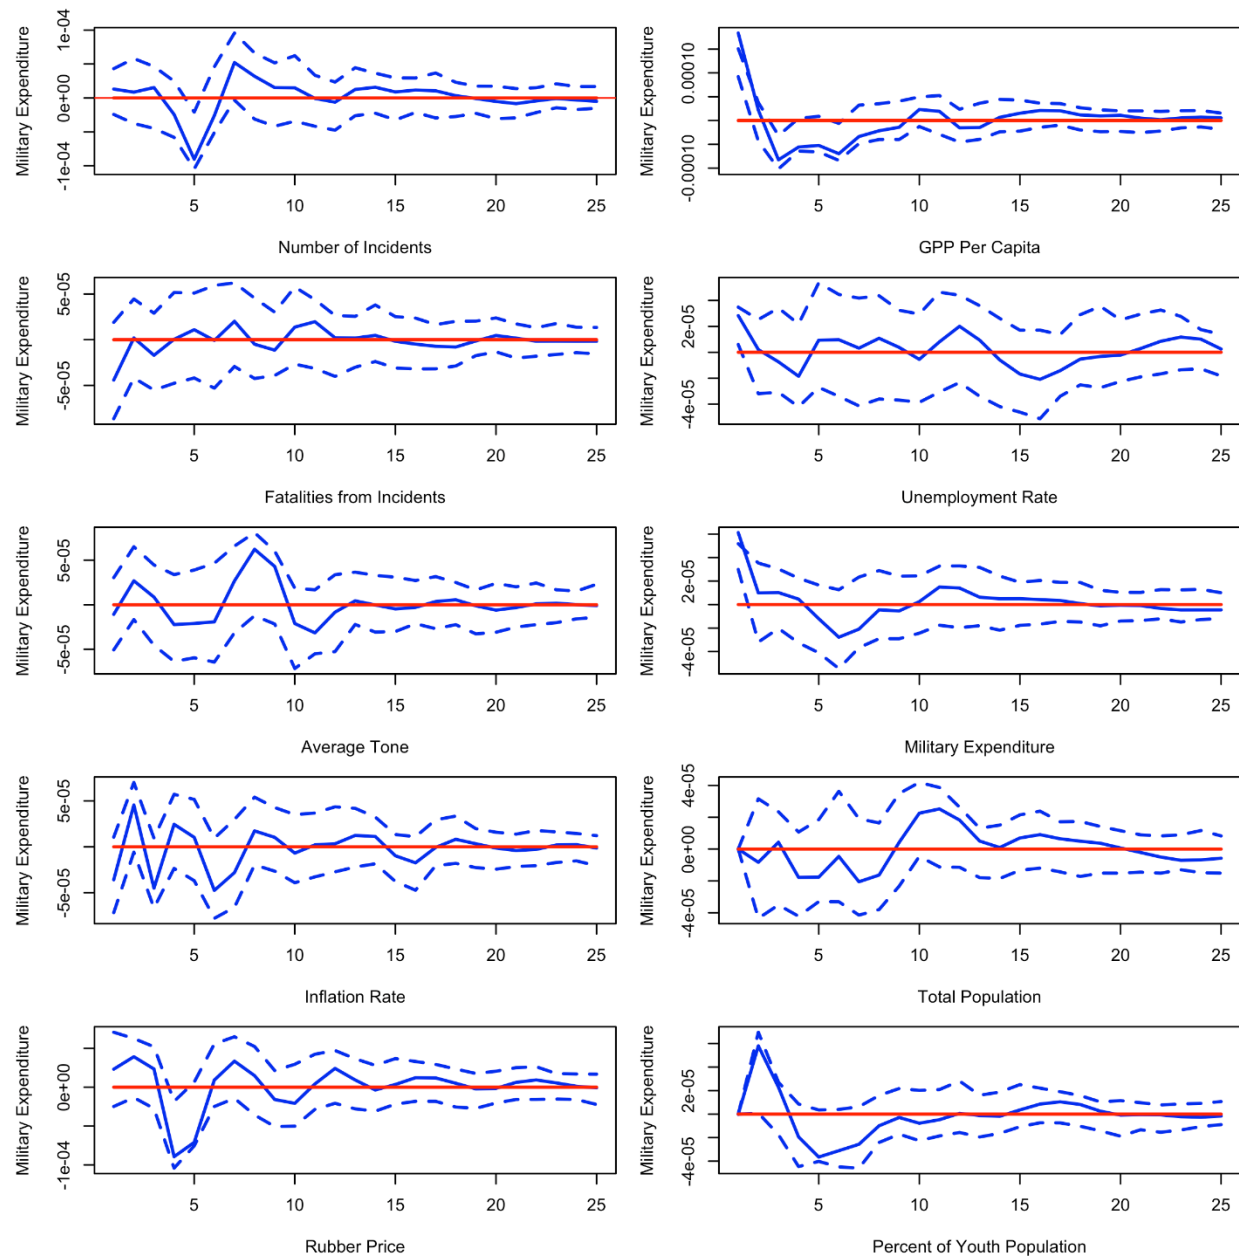 Military Expenditure
1e-04
0e+00
-1e-04
5 10 15 20 25
Number of Incidents
Military Expenditure
0.00010
-0.00010
5 10 15 20 25
GPP Per Capita
Military Expenditure
5e-05
-5e-05
5 10 15 20 25
Fatalities from Incidents
Military Expenditure
2e-05
-4e-05
5 10 15 20 25
Unemployment Rate
Military Expenditure
5e-05
-5e-05
5 10 15 20 25
Average Tone
Military Expenditure
2e-05
-4e-05
5 10 15 20 25
Military Expenditure
Military Expenditure
5e-05
-5e-05
5 10 15 20 25
Inflation Rate
Military Expenditure
4e-05
0e+00
-4e-05
5 10 15 20 25
Total Population
Military Expenditure
0e+00
-1e-04
5 10 15 20 25
Rubber Price
Military Expenditure
2e-05
-4e-05
5 10 15 20 25
Percent of Youth Population